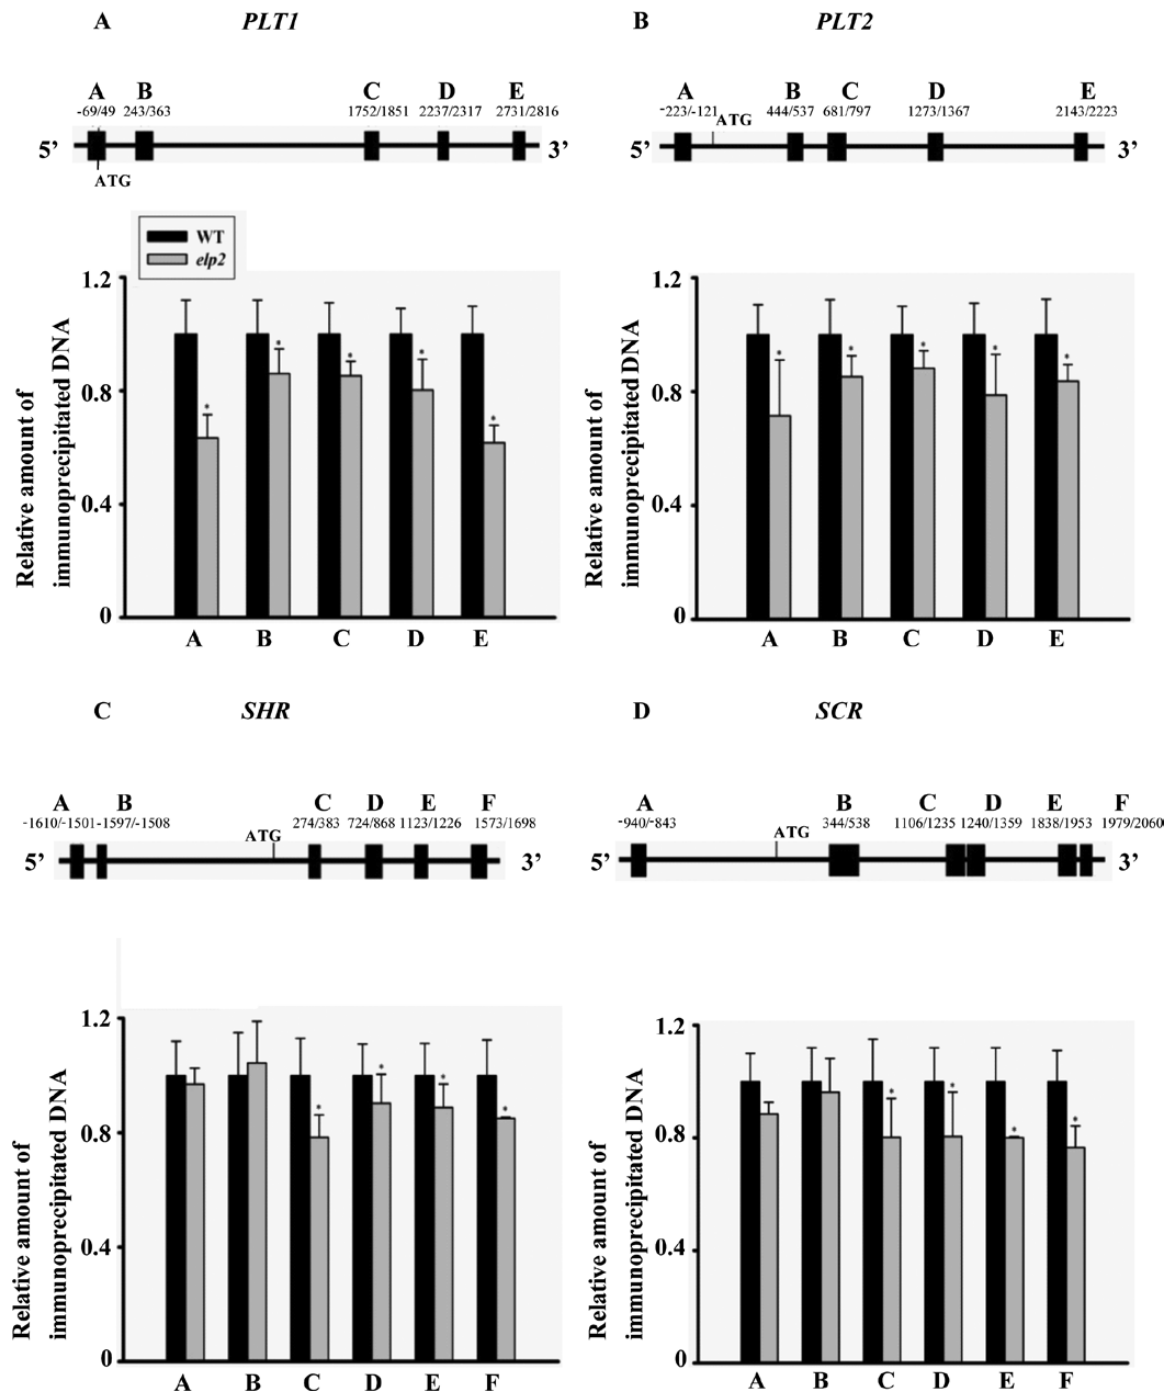 A PLT1
A B C D E
-69/49 243/363 1752/1851 2237/2317 2731/2816
5’ 3’
ATG
WT
elp2
Relative amount of
immunoprecipitated DNA
1.2
0.8
0.4
0
* * * * *
A B C D E
B PLT2
A B C D E
-223/-121 444/537 681/797 1273/1367 2143/2223
ATG
5’ 3’
Relative amount of
immunoprecipitated DNA
1.2
0.8
0.4
0
* * * * *
A B C D E
C SHR
A B C D E F
-1610/-1501 -1597/-1508 274/383 724/868 1123/1226 1573/1698
ATG
5’ 3’
Relative amount of
immunoprecipitated DNA
1.2
0.8
0.4
0
* * * *
A B C D E F
D SCR
A B C D E F
-940/-843 344/538 1106/1235 1240/1359 1838/1953 1979/2060
ATG
5’ 3’
Relative amount of
immunoprecipitated DNA
1.2
0.8
0.4
0
* * * *
A B C D E F